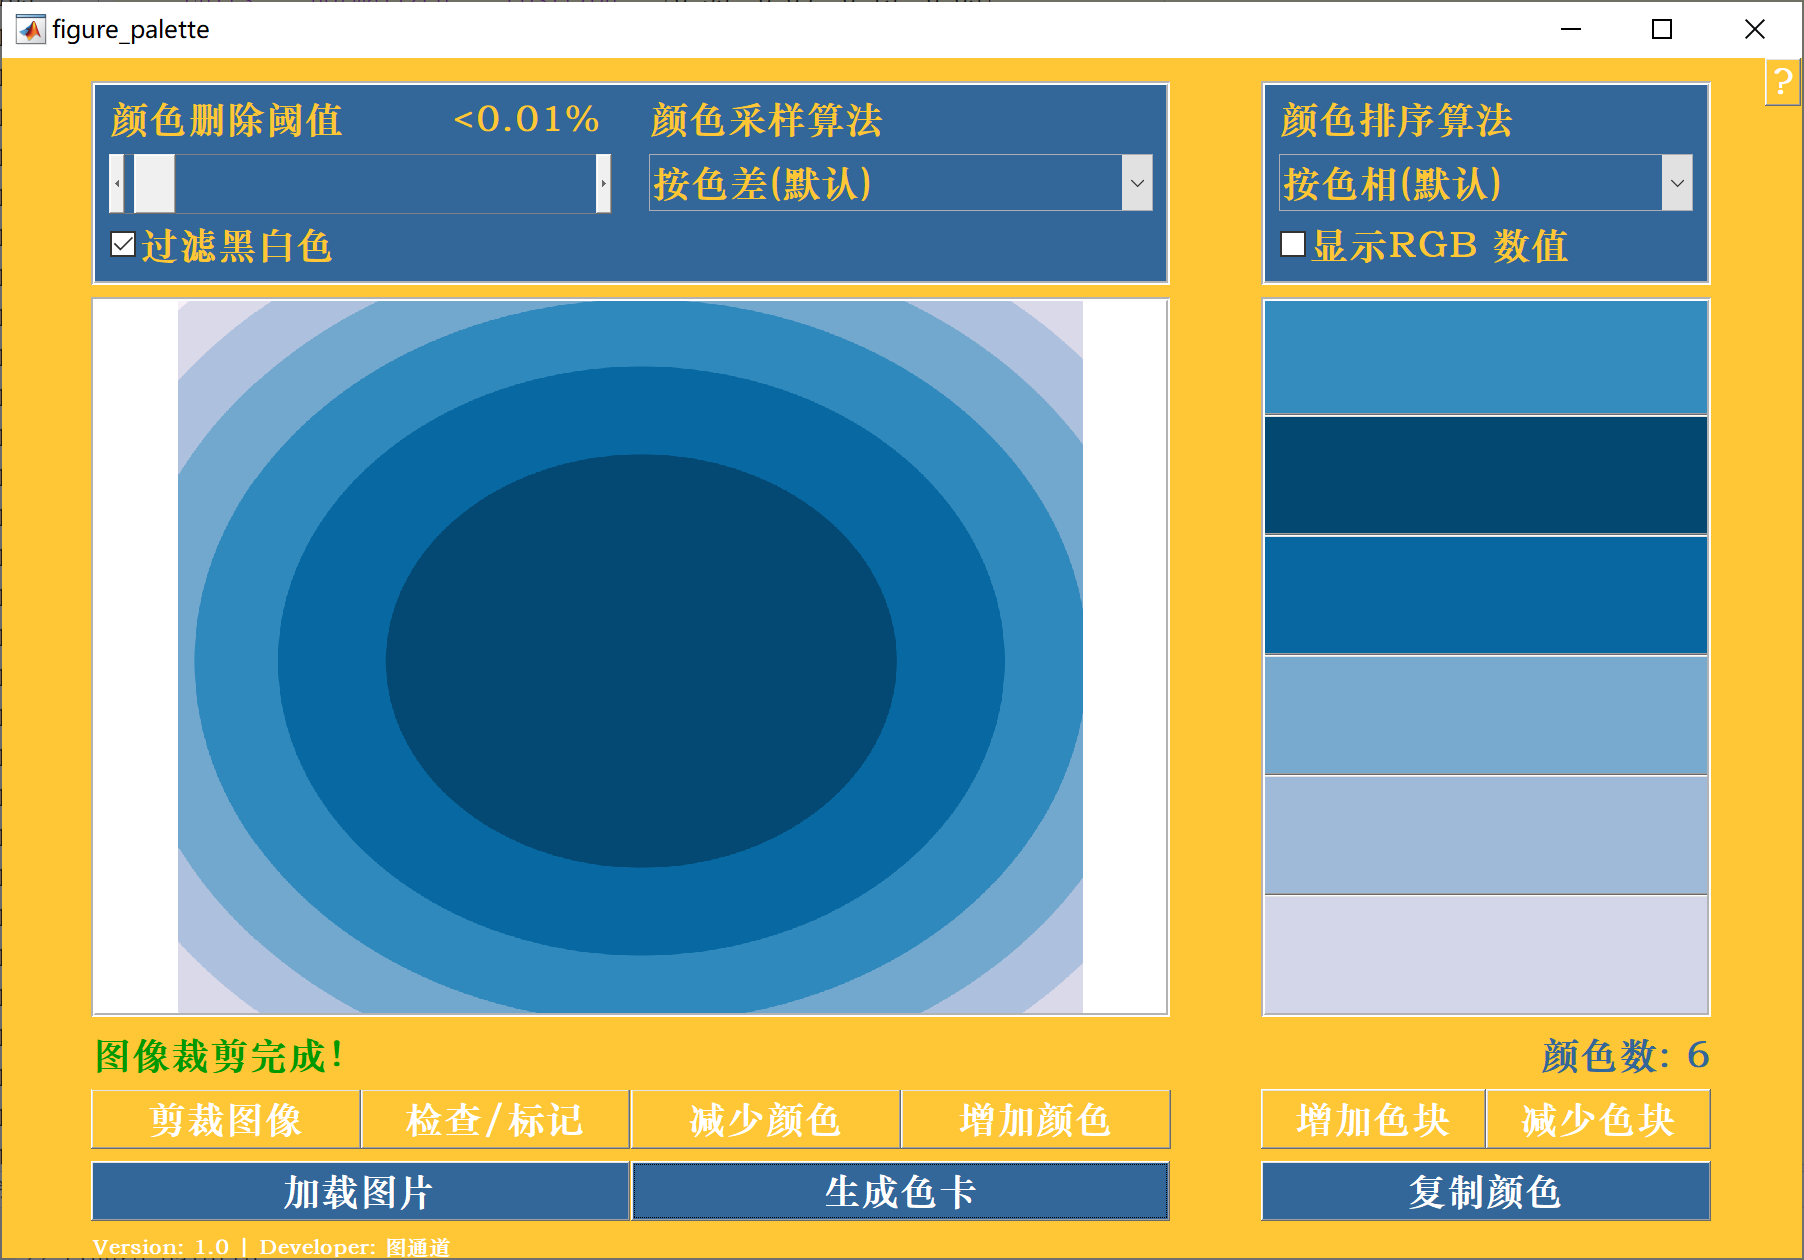 figure_palette
?
颜色删除阈值 <0.01% 颜色采样算法
按色差(默认)
过滤黑白色
颜色排序算法
按色相(默认)
显示RGB 数值
图像裁剪完成!
颜色数: 6
剪裁图像 检查/标记 减少颜色 增加颜色
增加色块 减少色块
加载图片 生成色卡
复制颜色
Version: 1.0 | Developer: 图通道